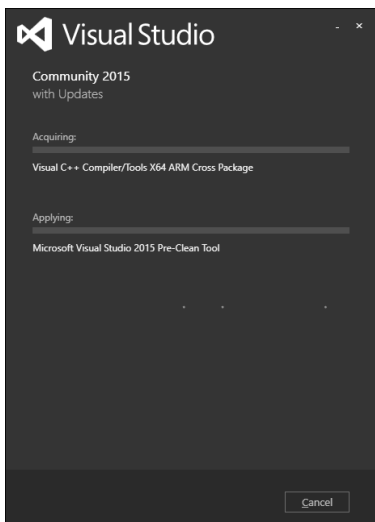 Visual Studio
Community 2015
with Updates
Acquiring:
Visual C++ Compiler/Tools X64 ARM Cross Package
Applying:
Microsoft Visual Studio 2015 Pre-Clean Tool
Cancel